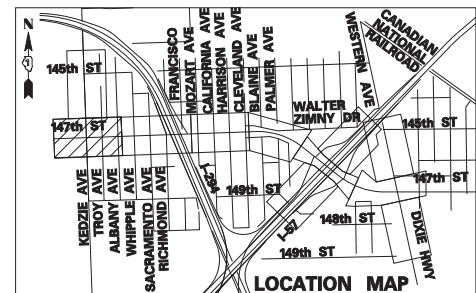 N
FRANCISCO
MOZART AVE
CALIFORNIA AVE
HARRISON AVE
CLEVELAND AVE
BLAINE AVE
PALMER AVE
WESTERN AVE
CANADIAN
NATIONAL
RAILROAD
145th ST
WALTER
ZIMNY DR
147th ST
145th ST
I-294
149th ST
147th ST
KEDZIE AVE
TROY AVE
ALBANY AVE
WHIPPLE AVE
SACRAMENTO AVE
RICHMOND AVE
I-57
148th ST
149th ST
DIXIE HWY
LOCATION MAP